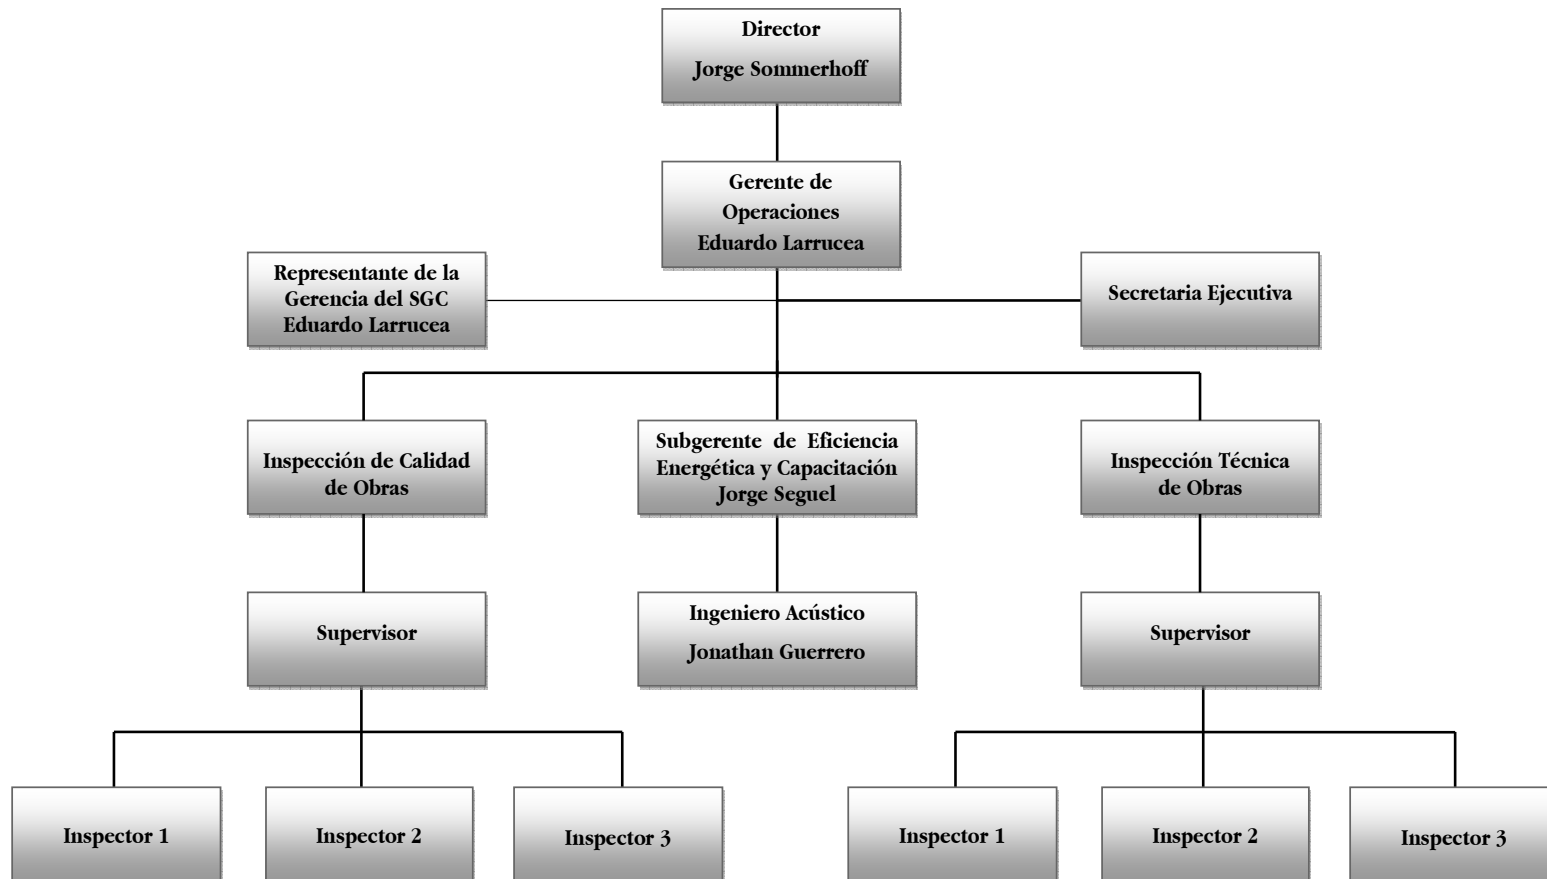 Director
Jorge Sommerhoff
Gerente de
Operaciones
Eduardo Larrucea
Representante de la
Gerencia del SGC
Eduardo Larrucea
Secretaria Ejecutiva
Inspección de Calidad
de Obras
Subgerente de Eficiencia
Energética y Capacitación
Jorge Seguel
Inspección Técnica
de Obras
Supervisor
Ingeniero Acústico
Jonathan Guerrero
Supervisor
Inspector 1
Inspector 2
Inspector 3
Inspector 1
Inspector 2
Inspector 3